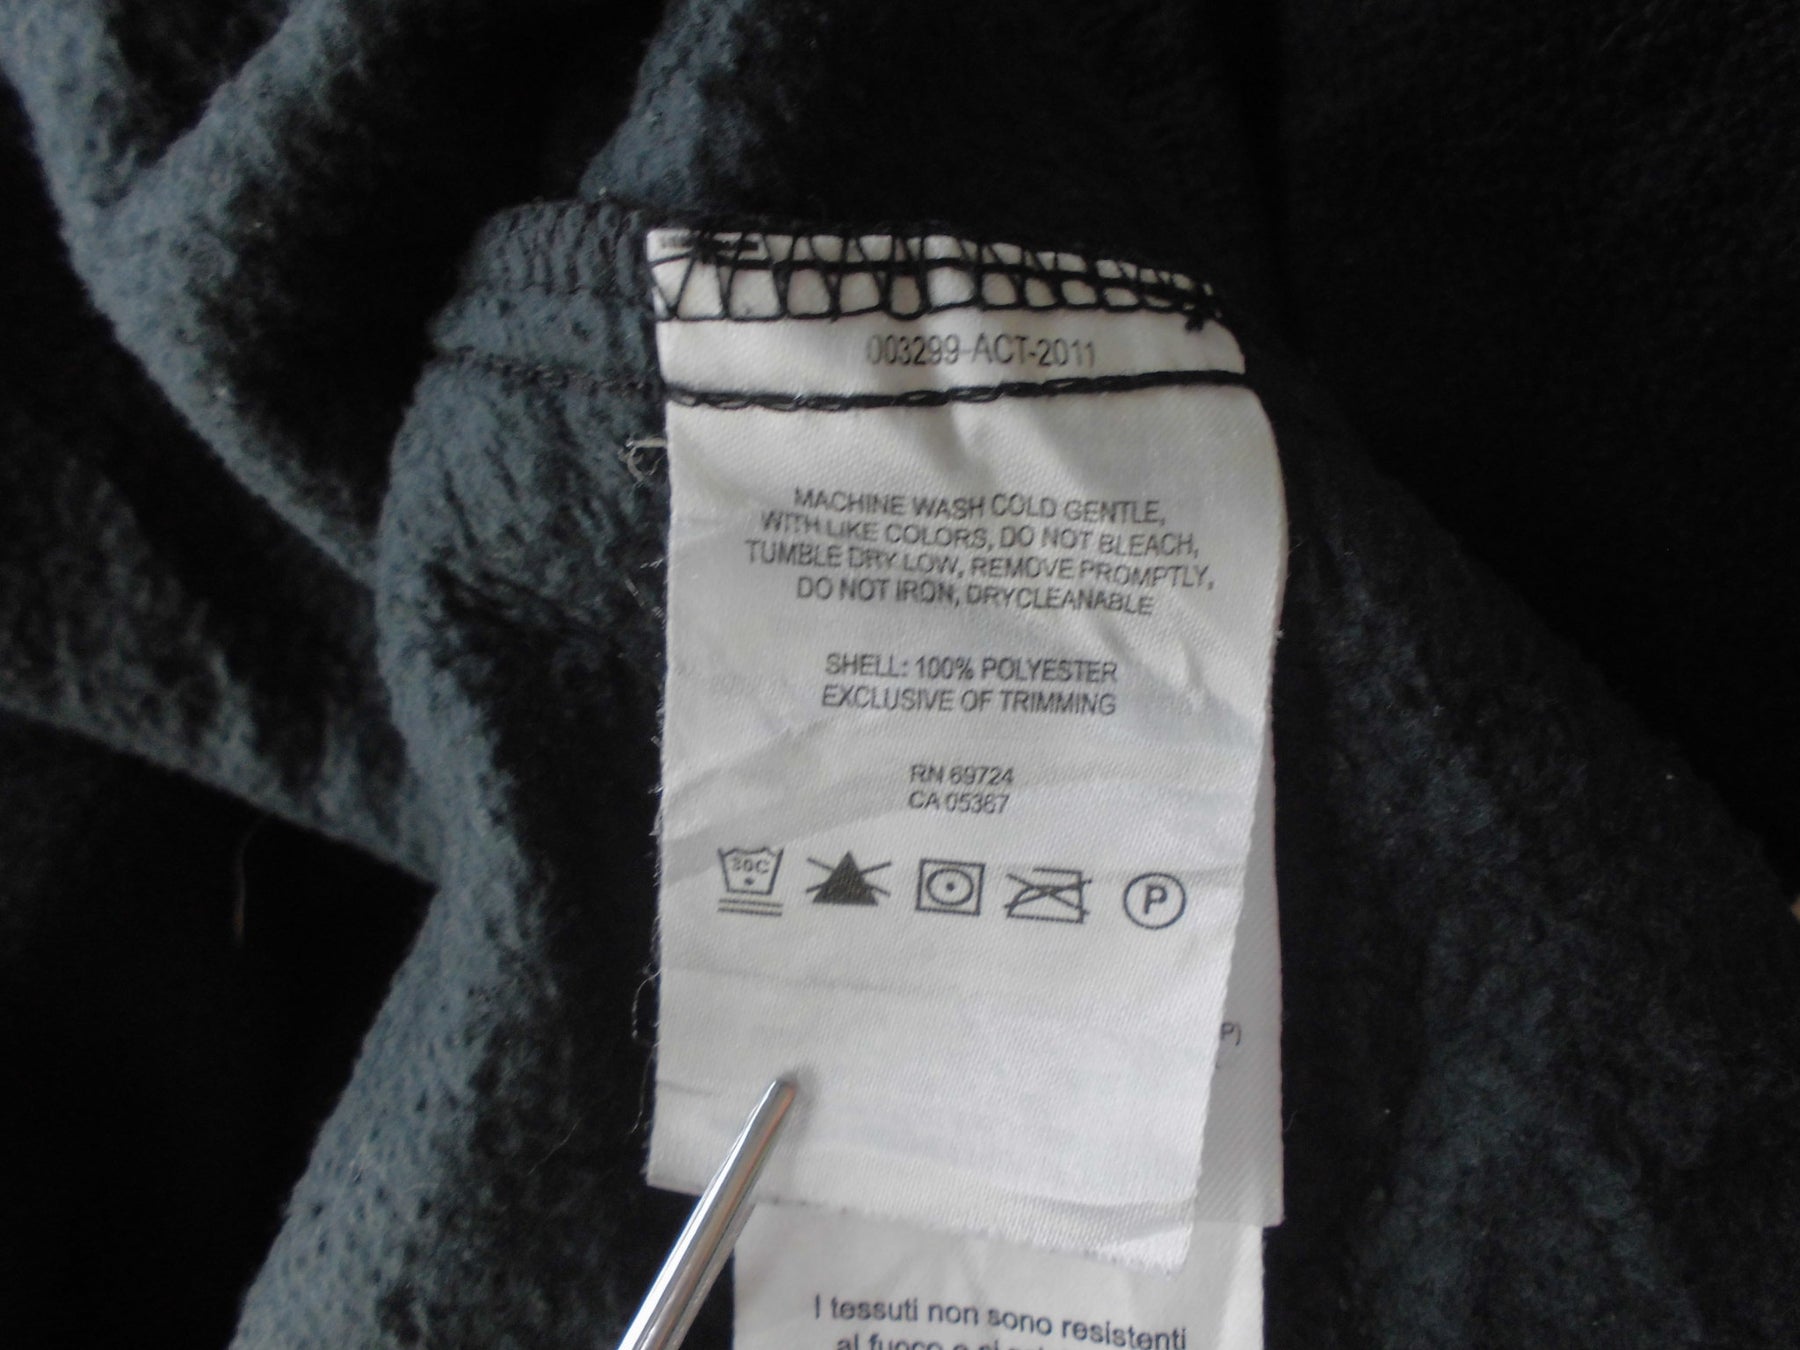 003299-ACT-2011
MACHINE WASH COLD GENTLE,
WITH LIKE COLORS, DO NOT BLEACH,
TUMBLE DRY LOW, REMOVE PROMPTLY,
DO NOT IRON, DRYCLEANABLE
SHELL: 100% POLYESTER
EXCLUSIVE OF TRIMMING
RN 69724
CA 05367
30C
P
P)
I tessuti non sono resistenti
al fuoco e si